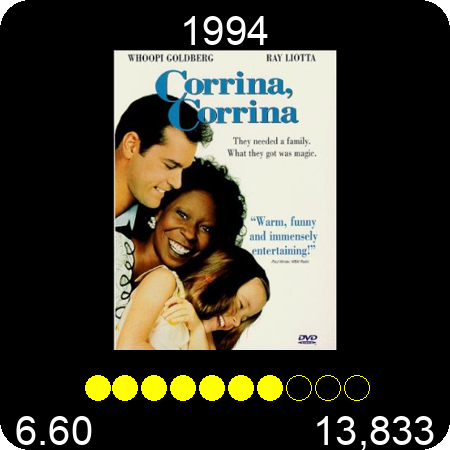 1994
WHOOPI GOLDBERG RAY LIOTTA
Corrina,
Corrina
They needed a family.
What they got was magic.
"Warm, funny
and immensely
entertaining!"
DVD
6.60 13,833